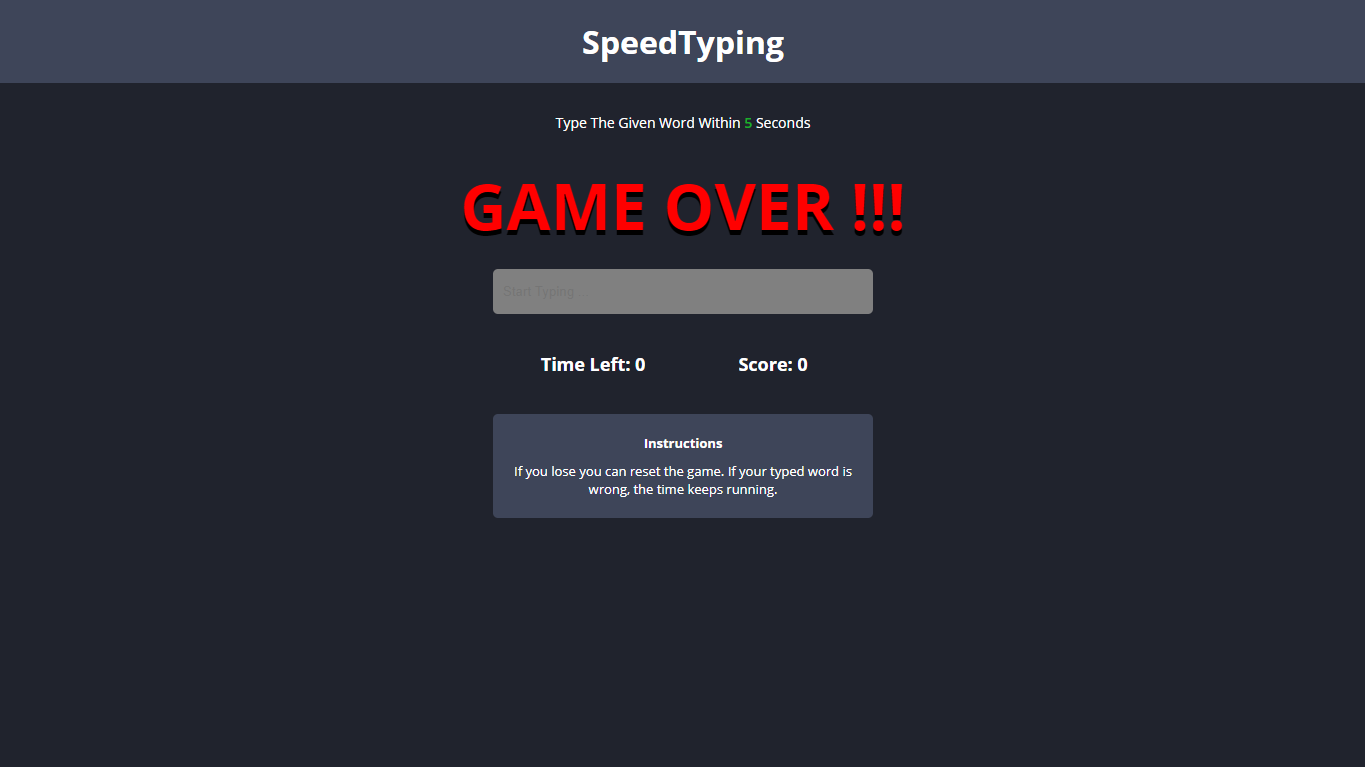 SpeedTyping
Type The Given Word Within 5 Seconds
GAME OVER !!!
Start Typing...
Time Left: 0 Score: 0
Instructions
If you lose you can reset the game. If your typed word is
wrong, the time keeps running.